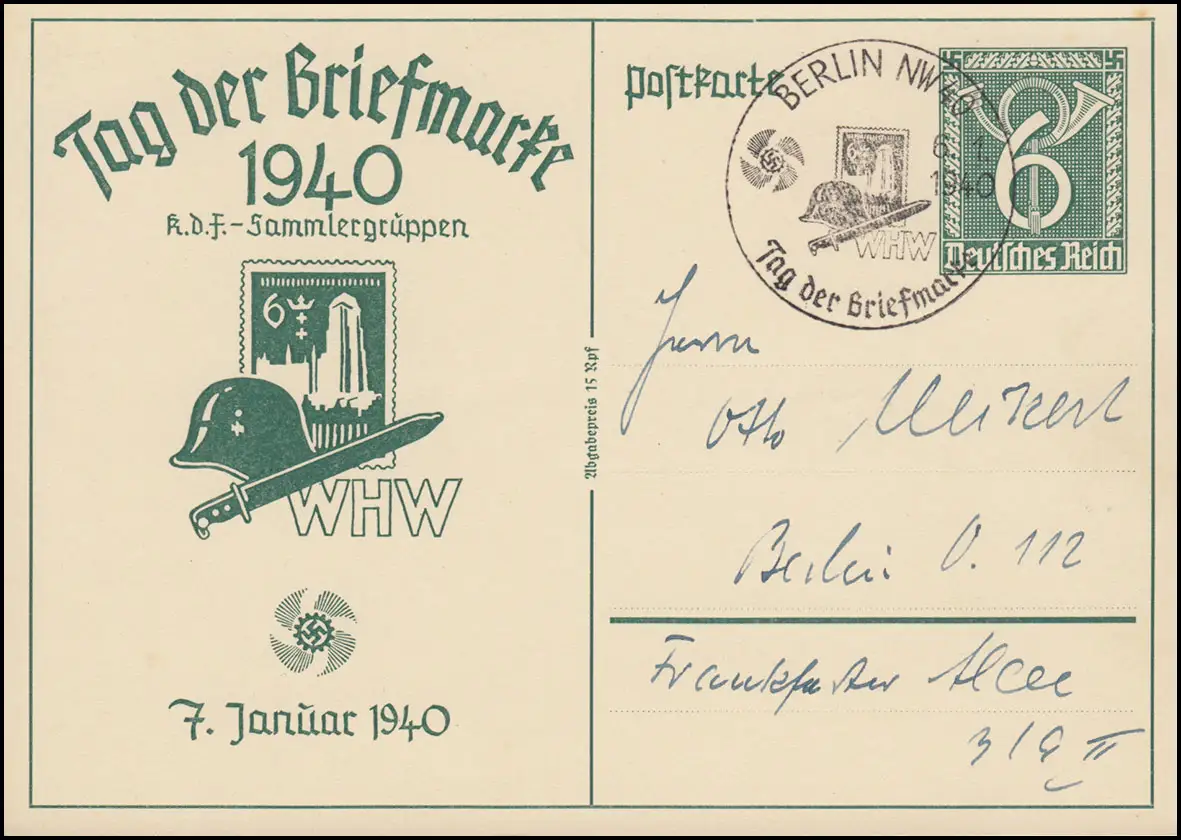 Tag der Briefmarke
1940
K.d.F.-Sammlergruppen
6
WHW
7. Januar 1940
Abgabepreis 15 Rpf
Postkarte
BERLIN NW 40
1940
WHW
Tag der Briefmarke
6
Deutsches Reich
Herrn
Otto
Berlin O. 112
Frankfurter Allee